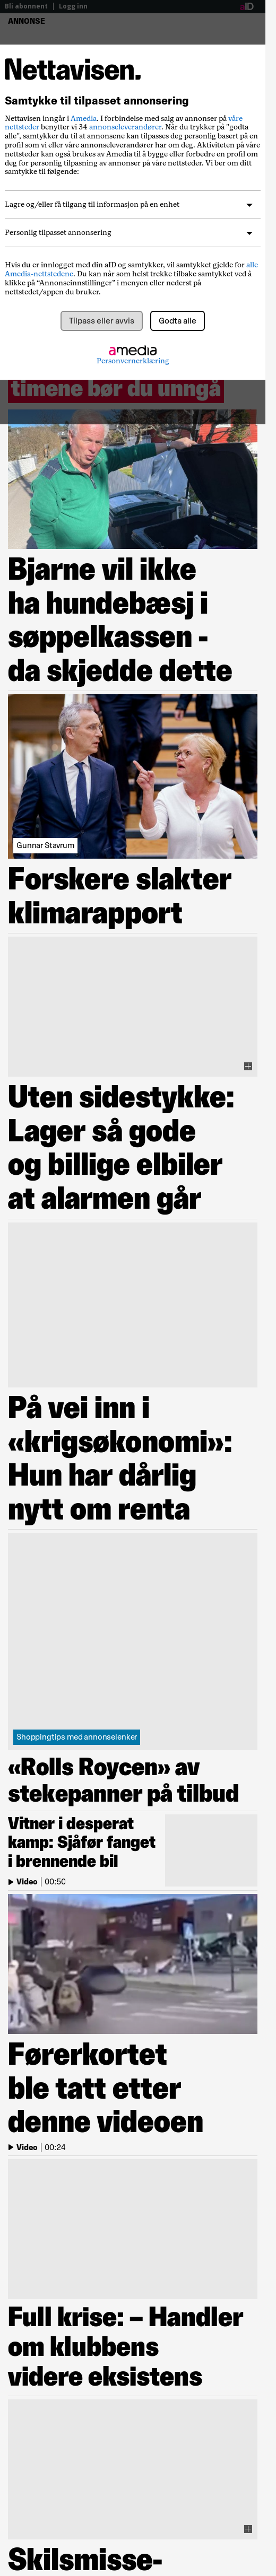 Bli abonnent | Logg inn
aID
ANNONSE
Nettavisen.
Samtykke til tilpasset annonsering
Nettavisen inngår i Amedia. I forbindelse med salg av annonser på våre
nettsteder benytter vi 34 annonseleverandører. Når du trykker på "godta
alle", samtykker du til at annonsene kan tilpasses deg personlig basert på en
profil som vi eller våre annonseleverandører har om deg. Aktiviteten på våre
nettsteder kan også brukes av Amedia til å bygge eller forbedre en profil om
deg for personlig tilpasning av annonser på våre nettsteder. Vi ber om ditt
samtykke til følgende:
Lagre og/eller få tilgang til informasjon på en enhet
Personlig tilpasset annonsering
Hvis du er innlogget med din aID og samtykker, vil samtykket gjelde for alle
Amedia-nettstedene. Du kan når som helst trekke tilbake samtykket ved å
klikke på “Annonseinnstillinger” i menyen eller nederst på
nettstedet/appen du bruker.
Tilpass eller avvis
Godta alle
amedia
Personvernerklæring
timene bør du unngå
Bjarne vil ikke
ha hundebæsj i
søppelkassen -
da skjedde dette
Gunnar Stavrum
Forskere slakter
klimarapport
Uten sidestykke:
Lager så gode
og billige elbiler
at alarmen går
På vei inn i
«krigsøkonomi»:
Hun har dårlig
nytt om renta
Shoppingtips med annonselenker
«Rolls Roycen» av
stekepanner på tilbud
Vitner i desperat
kamp: Sjåfør fanget
i brennende bil
Video | 00:50
Førerkortet
ble tatt etter
denne videoen
Video | 00:24
Full krise: – Handler
om klubbens
videre eksistens
Skilsmisse-